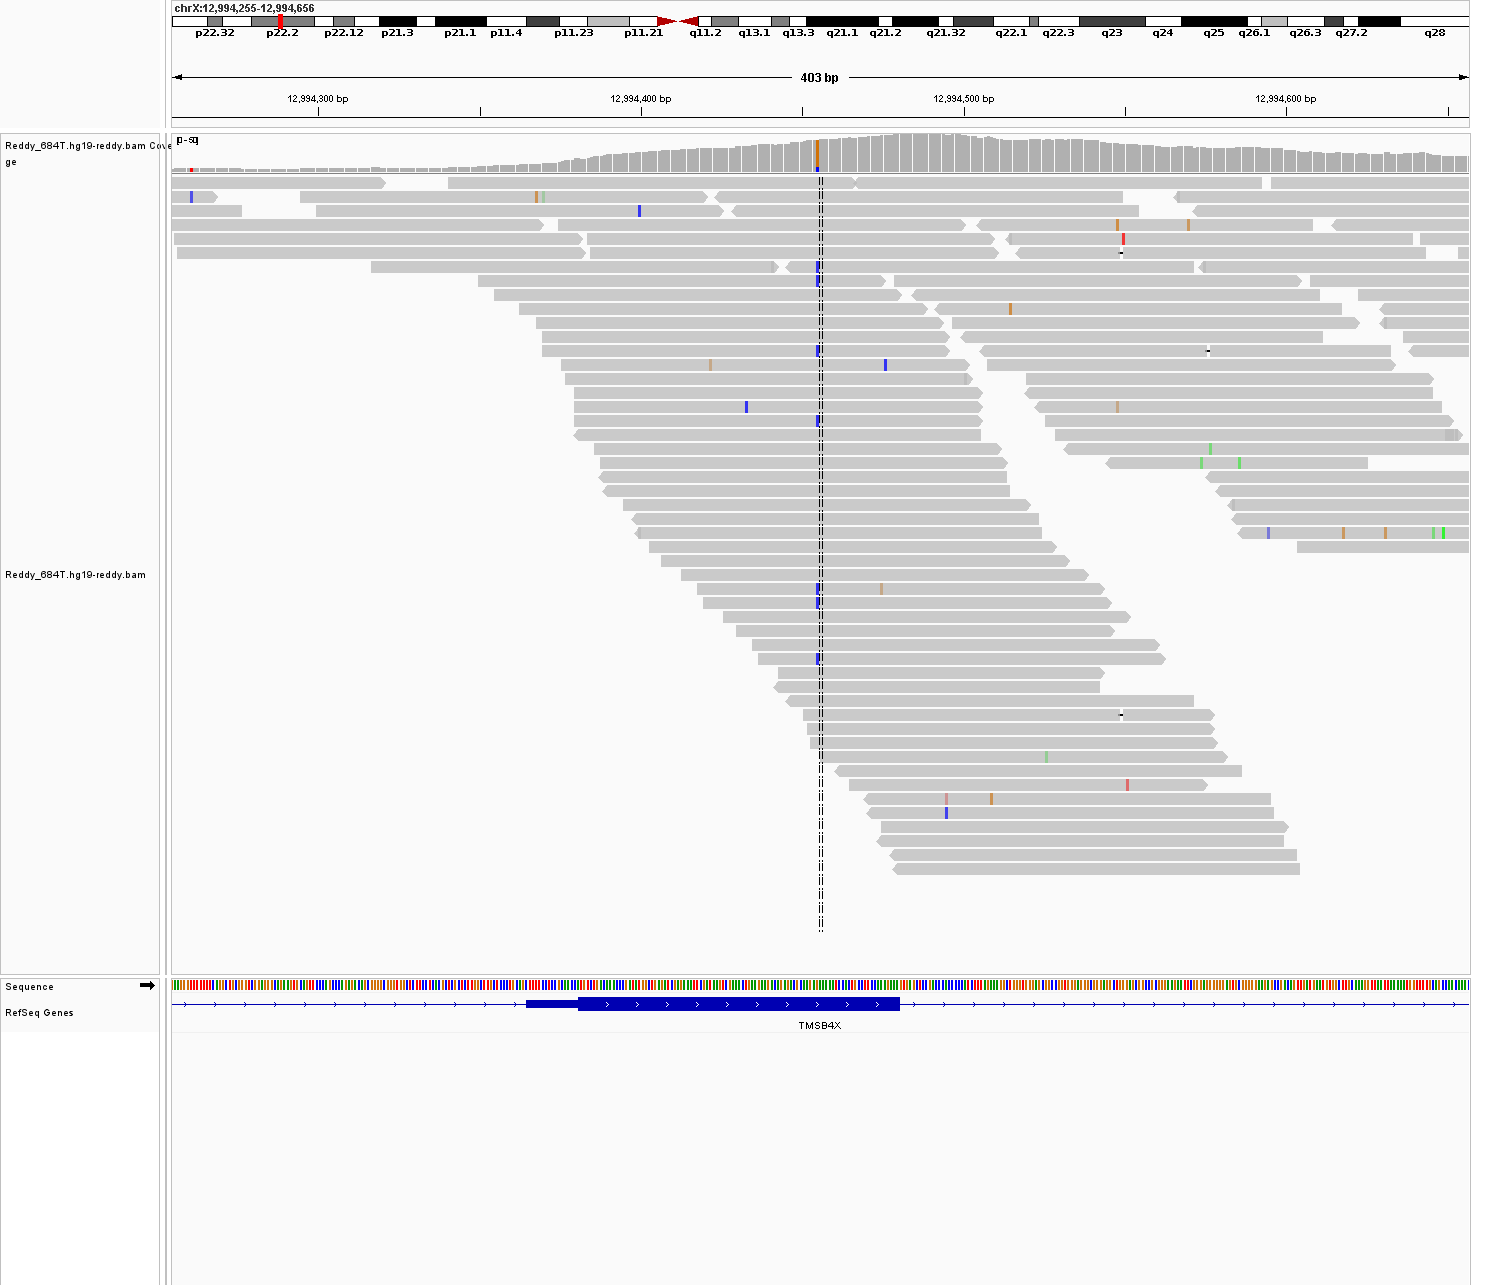 chrX:12,994,255-12,994,656
p22.32 p22.2 p22.12 p21.3 p21.1 p11.4 p11.23 p11.21 q11.2 q13.1 q13.3 q21.1 q21.2 q21.32 q22.1 q22.3 q23 q24 q25 q26.1 q26.3 q27.2 q28
403 bp
12,994,300 bp 12,994,400 bp 12,994,500 bp 12,994,600 bp
Reddy_684T.hg19-reddy.bam Cove
ge
Reddy_684T.hg19-reddy.bam
Sequence
RefSeq Genes
TMSB4X